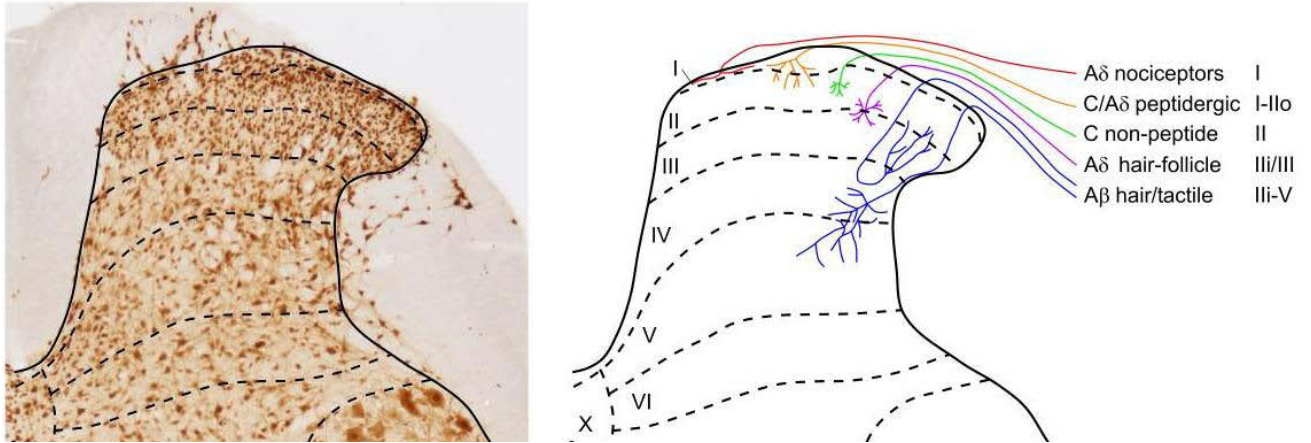 I
II
III
IV
V
VI
X
Aδ nociceptors I
C/Aδ peptidergic I-IIo
C non-peptide II
Aδ hair-follicle IIi/III
Aβ hair/tactile IIi-V